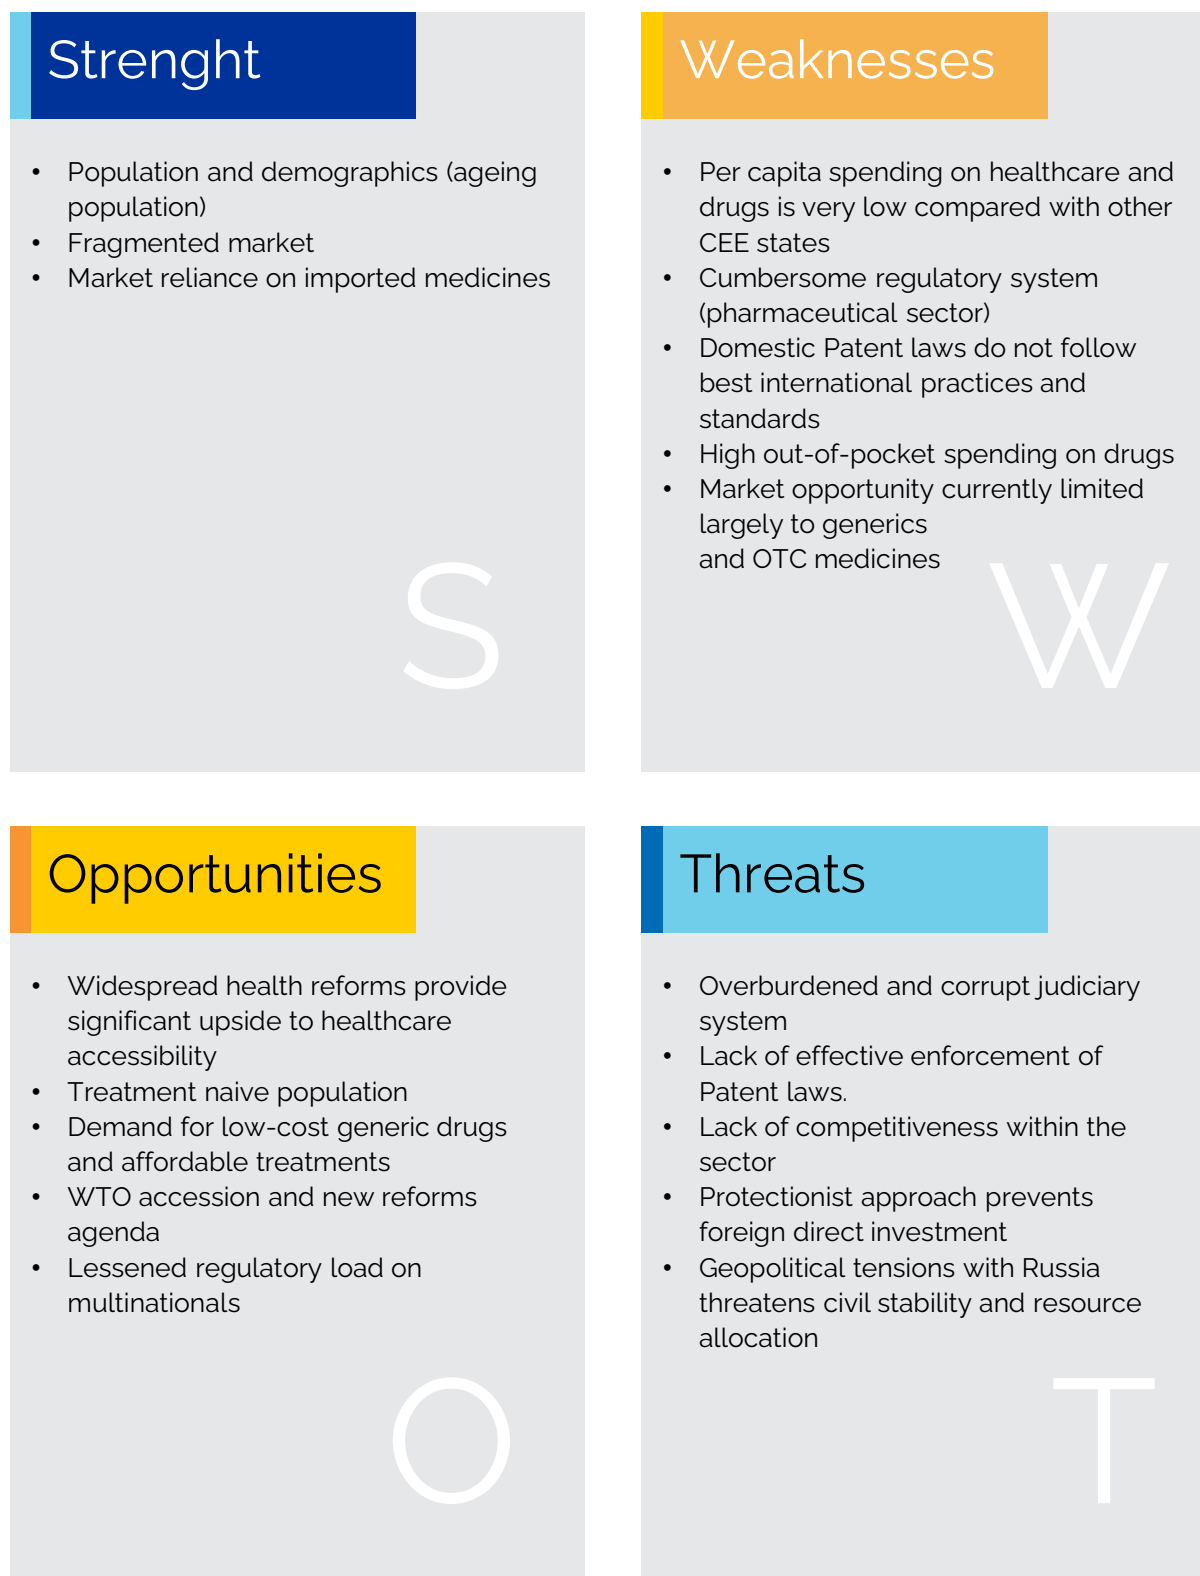 Strenght
• Population and demographics (ageing
population)
• Fragmented market
• Market reliance on imported medicines
S
Weaknesses
• Per capita spending on healthcare and
drugs is very low compared with other
CEE states
• Cumbersome regulatory system
(pharmaceutical sector)
• Domestic Patent laws do not follow
best international practices and
standards
• High out-of-pocket spending on drugs
• Market opportunity currently limited
largely to generics
and OTC medicines
W
Opportunities
• Widespread health reforms provide
significant upside to healthcare
accessibility
• Treatment naive population
• Demand for low-cost generic drugs
and affordable treatments
• WTO accession and new reforms
agenda
• Lessened regulatory load on
multinationals
O
Threats
• Overburdened and corrupt judiciary
system
• Lack of effective enforcement of
Patent laws.
• Lack of competitiveness within the
sector
• Protectionist approach prevents
foreign direct investment
• Geopolitical tensions with Russia
threatens civil stability and resource
allocation
T